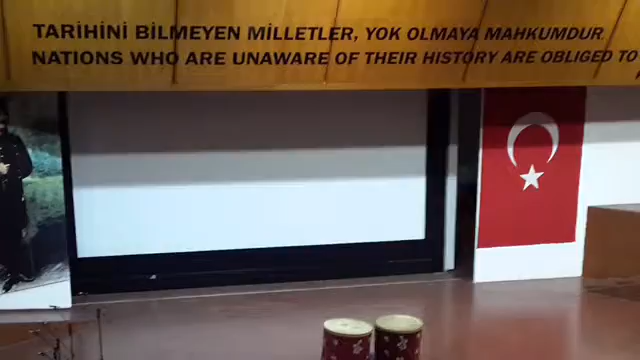 TARİHİNİ BİLMEYEN MİLLETLER, YOK OLMAYA MAHKUMDUR
NATIONS WHO ARE UNAWARE OF THEIR HISTORY ARE OBLIGED TO